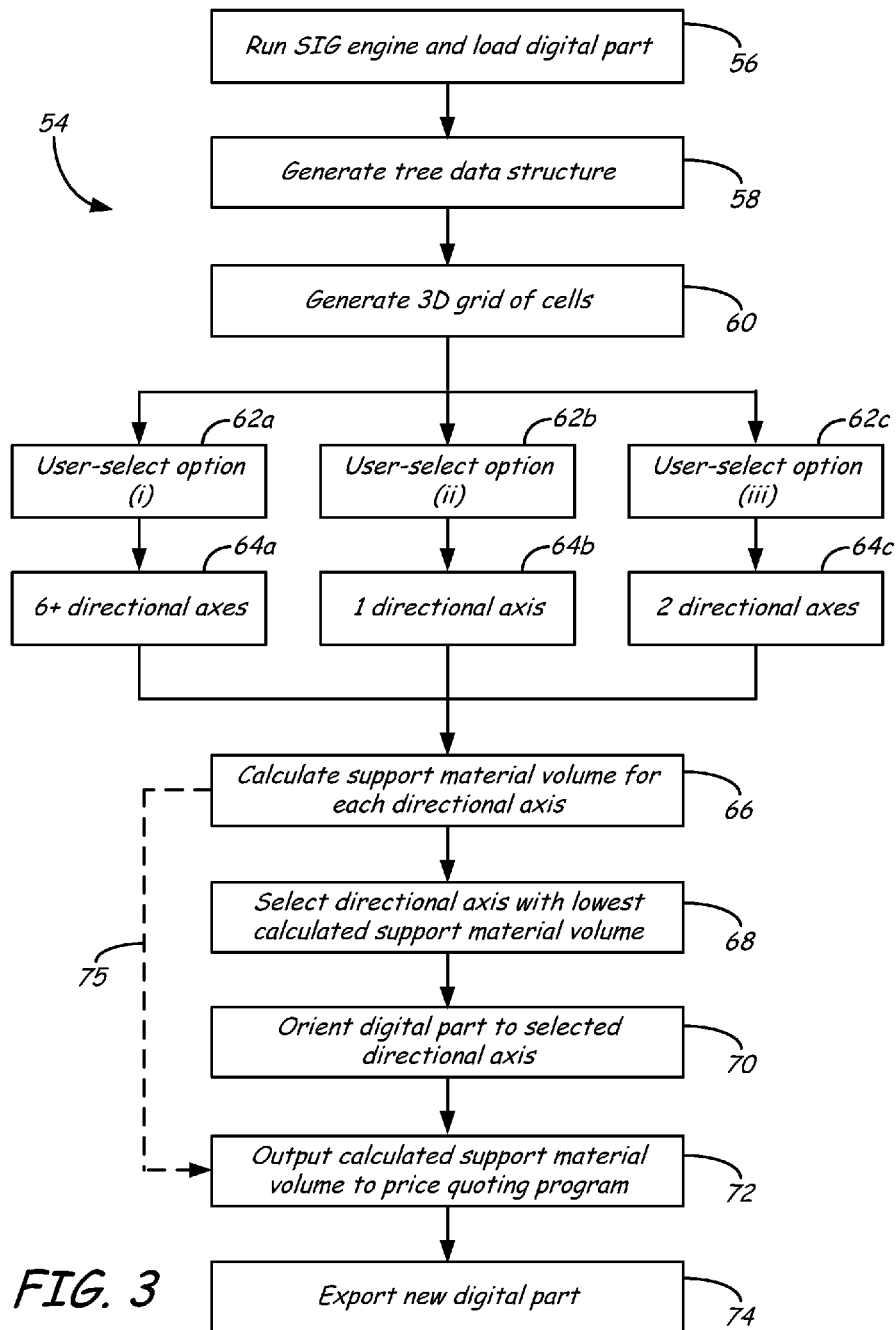 Run SIG engine and load digital part
56
54
Generate tree data structure
58
Generate 3D grid of cells
60
62a
62b
62c
User-select option
(i)
User-select option
(ii)
User-select option
(iii)
64a
64b
64c
6+ directional axes
1 directional axis
2 directional axes
Calculate support material volume for
each directional axis
66
Select directional axis with lowest
calculated support material volume
68
75
Orient digital part to selected
directional axis
70
Output calculated support material
volume to price quoting program
72
FIG. 3
Export new digital part
74